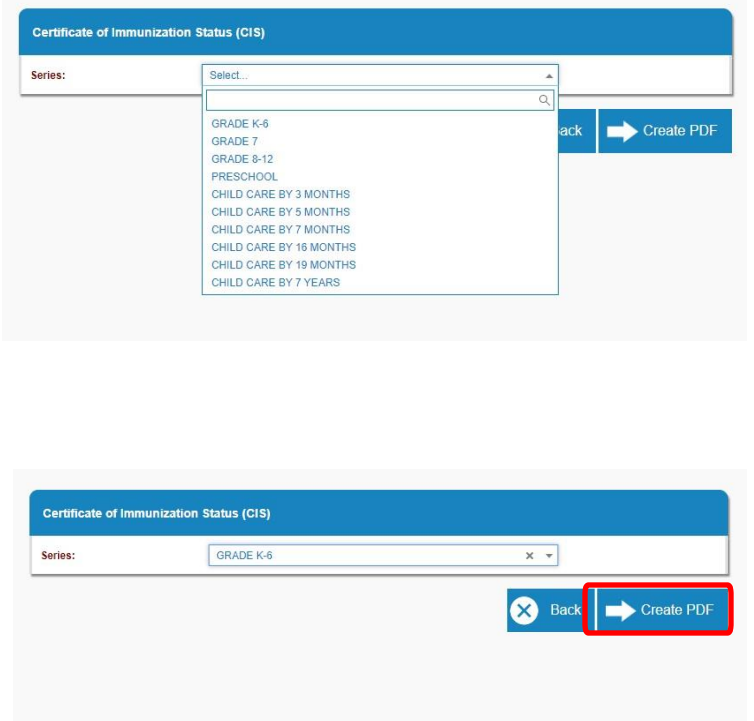 Certificate of Immunization Status (CIS)
Series: Select...
GRADE K-6
GRADE 7
GRADE 8-12
PRESCHOOL
CHILD CARE BY 3 MONTHS
CHILD CARE BY 5 MONTHS
CHILD CARE BY 7 MONTHS
CHILD CARE BY 16 MONTHS
CHILD CARE BY 19 MONTHS
CHILD CARE BY 7 YEARS
ack Create PDF
Certificate of Immunization Status (CIS)
Series: GRADE K-6
Back Create PDF